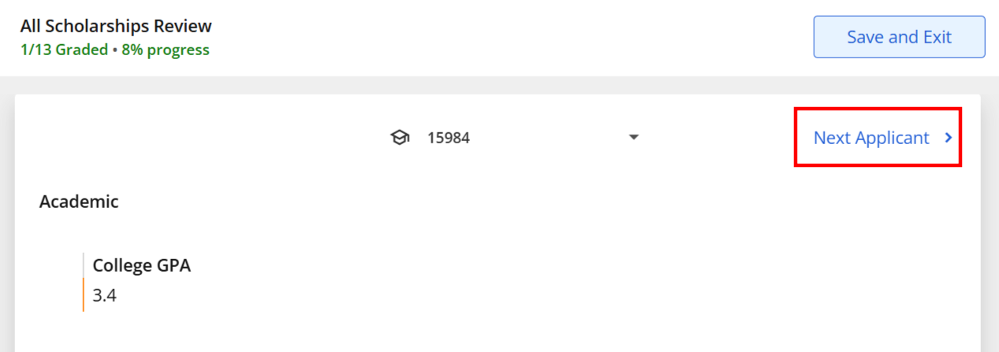 All Scholarships Review
1/13 Graded • 8% progress
Save and Exit
15984
Next Applicant
Academic
College GPA
3.4